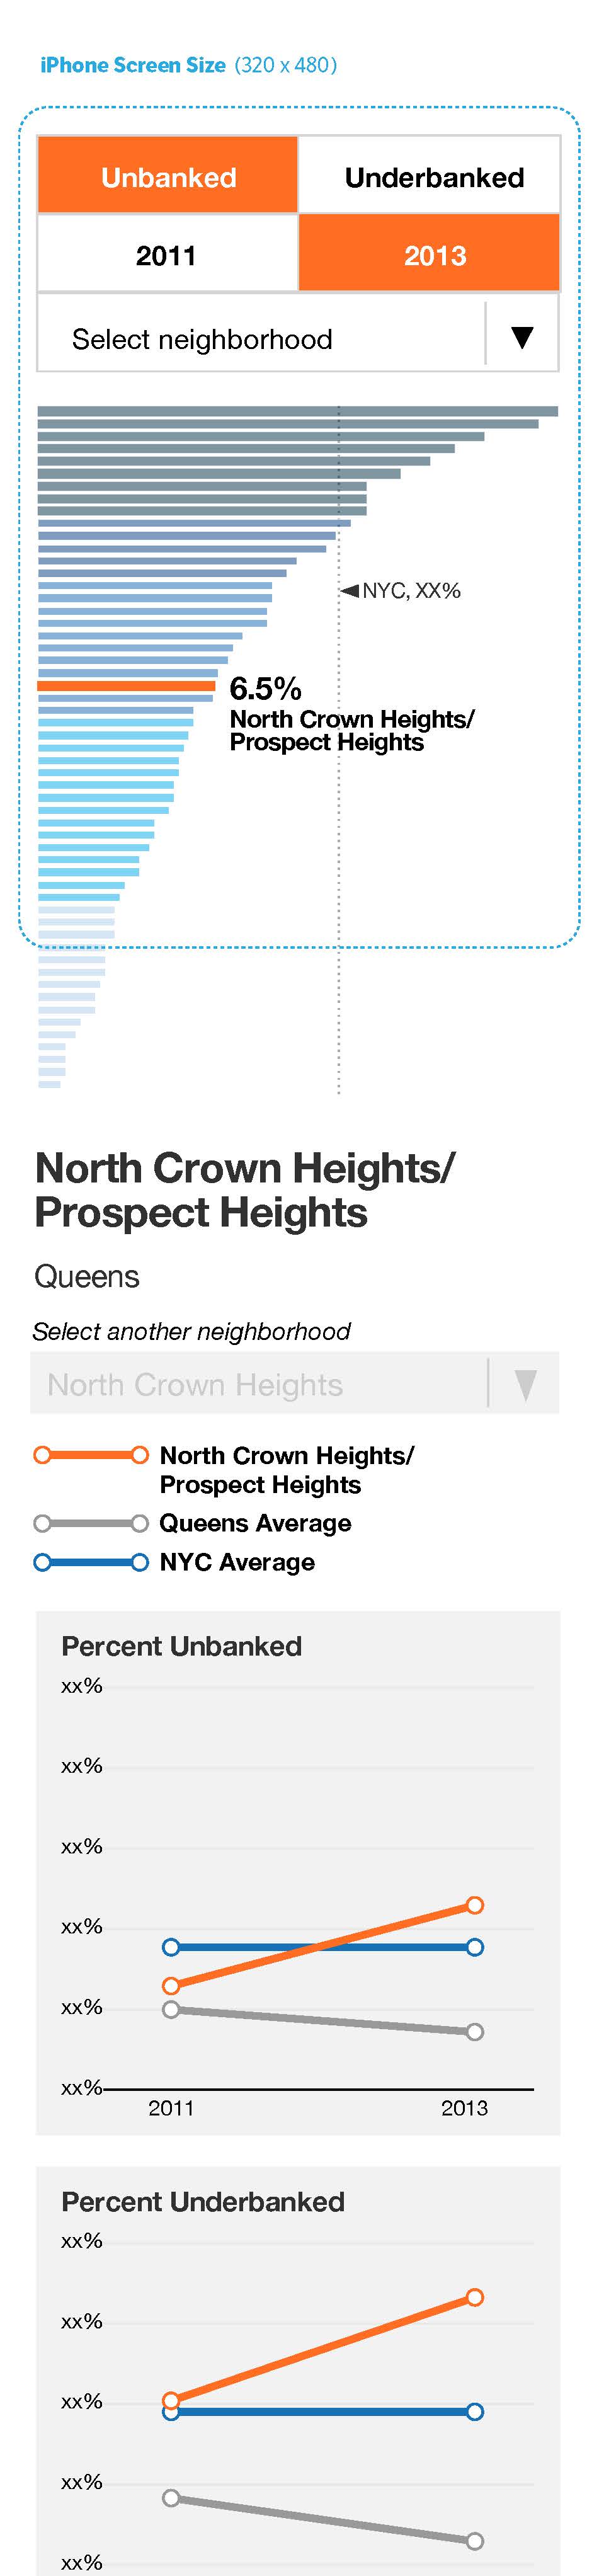 iPhone Screen Size (320 x 480)
Unbanked Underbanked
2011 2013
Select neighborhood
NYC, XX%
6.5%
North Crown Heights/
Prospect Heights
North Crown Heights/
Prospect Heights
Queens
Select another neighborhood
North Crown Heights
North Crown Heights/
Prospect Heights
Queens Average
NYC Average
Percent Unbanked
xx%
xx%
xx%
xx%
xx%
xx%
2011 2013
Percent Underbanked
xx%
xx%
xx%
xx%
xx%